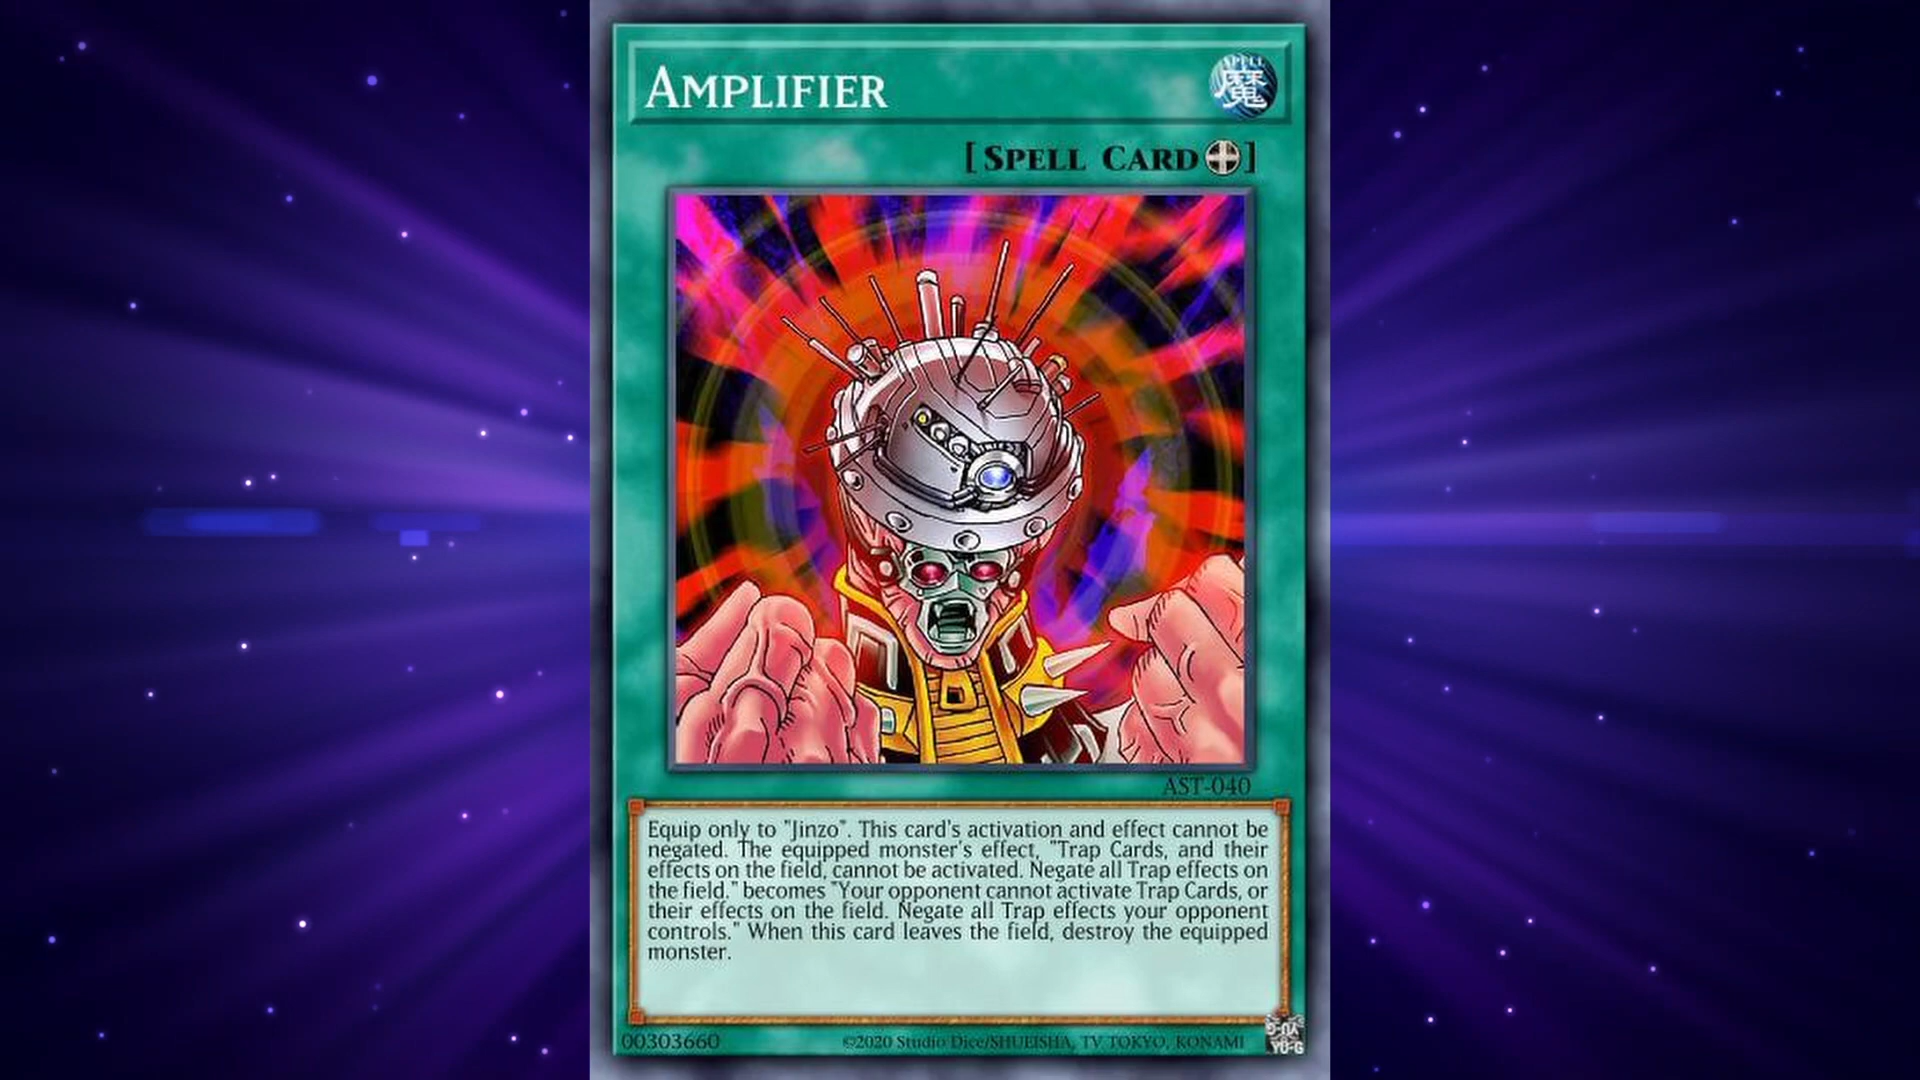 AMPLIFIER
SPELL
魔
[SPELL CARD]
AST-040
Equip only to "Jinzo". This card's activation and effect cannot be
negated. The equipped monster's effect, "Trap Cards, and their
effects on the field, cannot be activated. Negate all Trap effects on
the field." becomes "Your opponent cannot activate Trap Cards, or
their effects on the field. Negate all Trap effects your opponent
controls." When this card leaves the field, destroy the equipped
monster.
00303660
©2020 Studio Dice/SHUEISHA, TV TOKYO, KONAMI